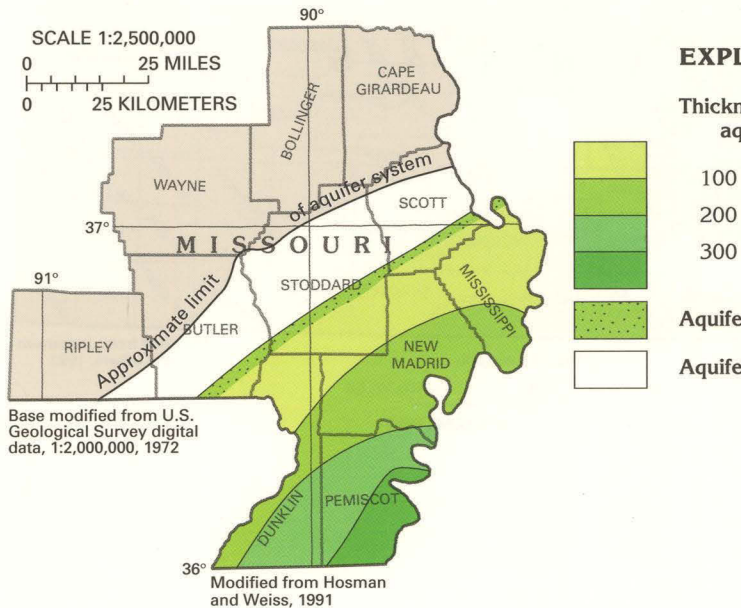 90°
SCALE 1:2,500,000
0 25 MILES
0 25 KILOMETERS
CAPE
GIRARDEAU
BOLLINGER
WAYNE
of aquifer system
SCOTT
37°
MISSOURI
91°
STODDARD
MISSISSIPPI
Approximate limit
BUTLER
RIPLEY
NEW
MADRID
Base modified from U.S.
Geological Survey digital
data, 1:2,000,000, 1972
DUNKLIN
PEMISCOT
36°
Modified from Hosman
and Weiss, 1991
EXPL
Thickn
aq
100
200
300
Aquife
Aquife